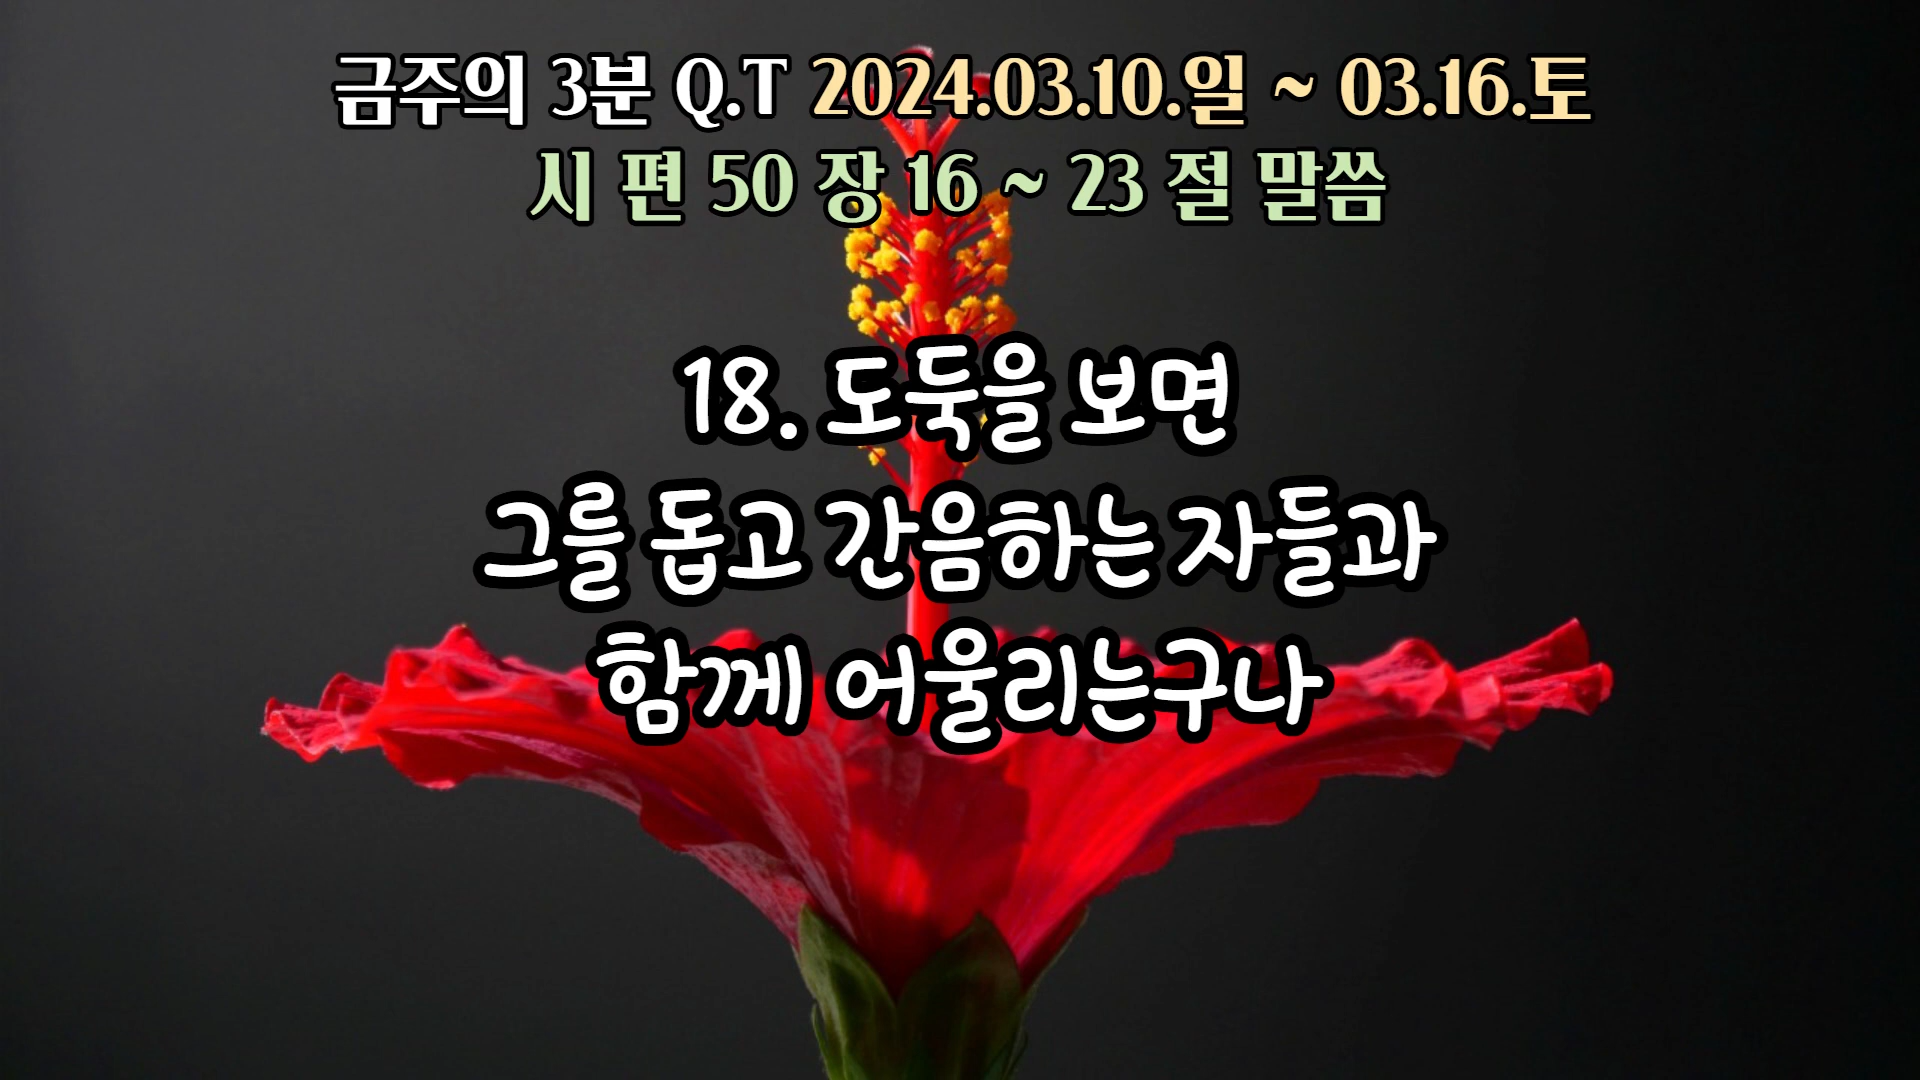 금주의 3분 Q.T 2024.03.10.일 ~ 03.16.토
시 편 50 장 16 ~ 23 절 말씀
18. 도둑을 보면
그를 돕고 간음하는 자들과
함께 어울리는구나